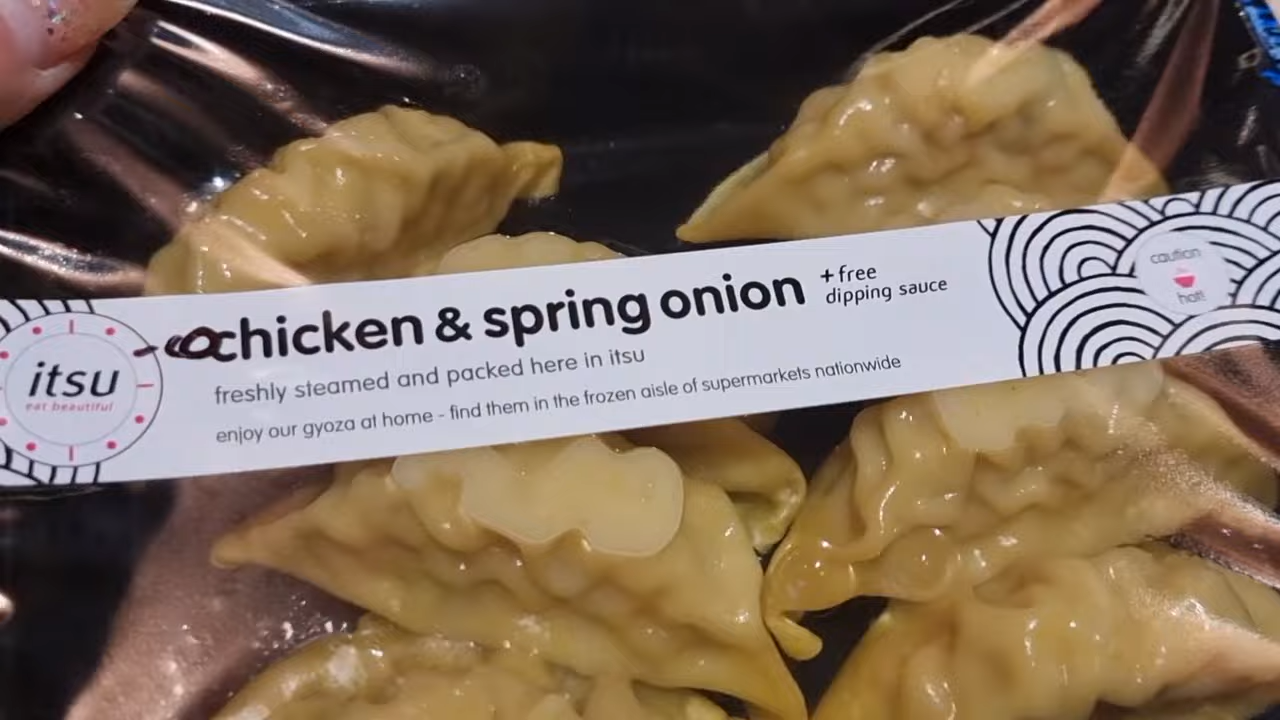 itsu
eat beautiful
chicken & spring onion
+ free
dipping sauce
freshly steamed and packed here in itsu
enjoy our gyoza at home - find them in the frozen aisle of supermarkets nationwide
caution
hot!